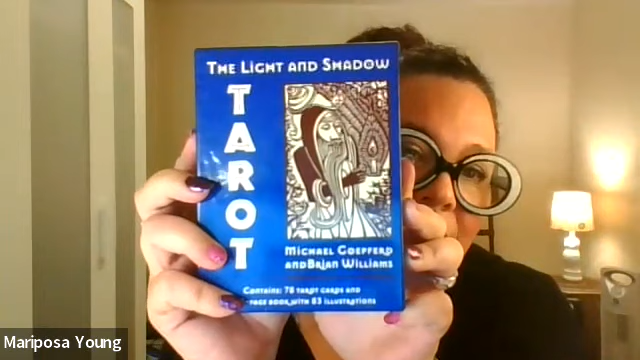 THE LIGHT AND SHADOW
TAROT
MICHAEL GOEPFERD
AND BRIAN WILLIAMS
CONTAINS: 78 TAROT CARDS AND
PAGE BOOK WITH 83 ILLUSTRATIONS
Mariposa Young